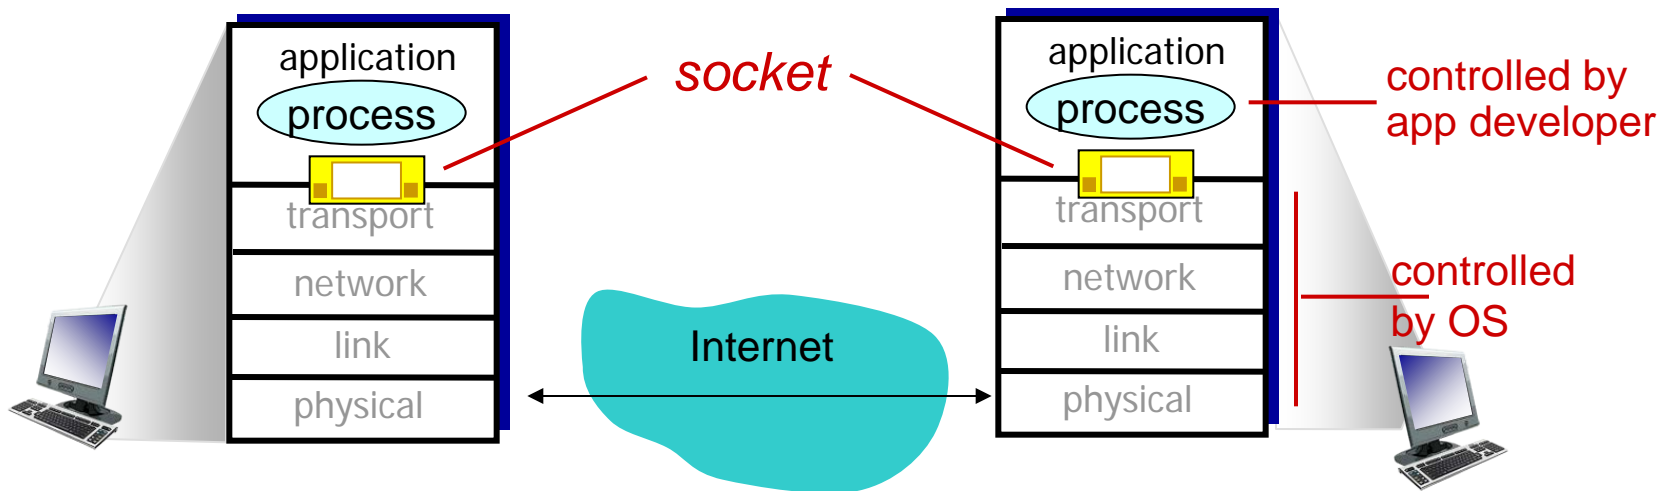 application
process
transport
network
link
physical
socket
Internet
application
process
transport
network
link
physical
controlled by
app developer
controlled
by OS